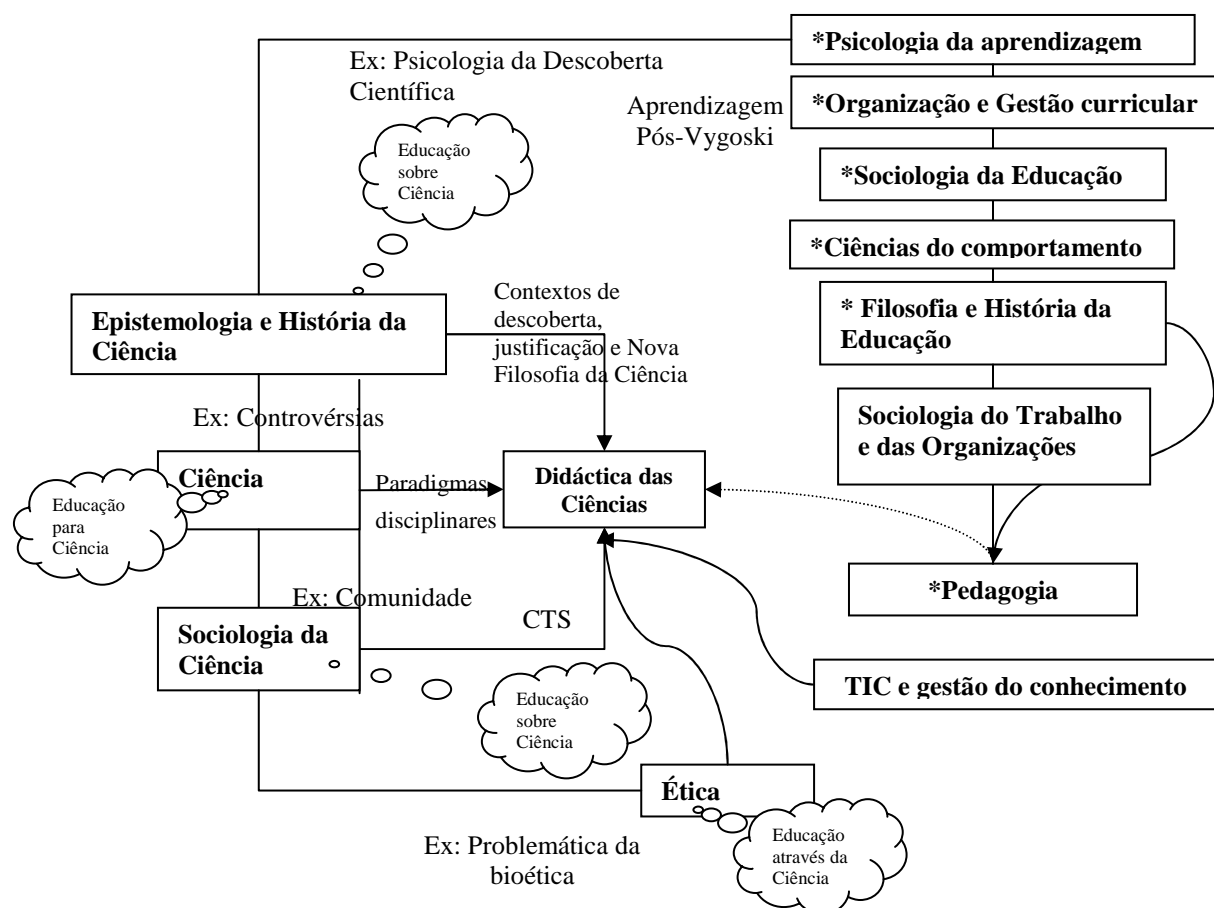 *Psicologia da aprendizagem
Ex: Psicologia da Descoberta
Científica
Aprendizagem
Pós-Vygoski
*Organização e Gestão curricular
Educação
sobre
Ciência
*Sociologia da Educação
*Ciências do comportamento
Epistemologia e História da
Ciência
Contextos de
descoberta,
justificação e Nova
Filosofia da Ciência
* Filosofia e História da
Educação
Ex: Controvérsias
Sociologia do Trabalho
e das Organizações
Ciência
Educação
para
Ciência
Paradigmas
disciplinares
Didáctica das
Ciências
*Pedagogia
Ex: Comunidade
CTS
Sociologia da
Ciência
Educação
sobre
Ciência
TIC e gestão do conhecimento
Ética
Ex: Problemática da
bioética
Educação
através da
Ciência